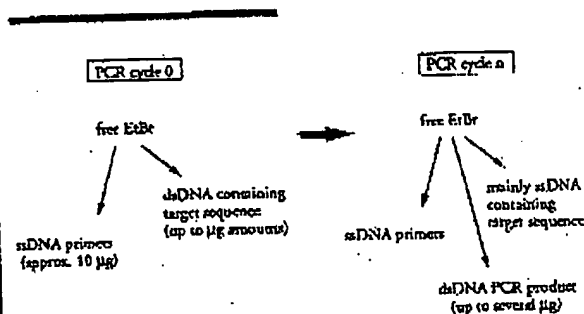 PCR cycle 0
free EtBr
dsDNA containing
target sequence
(up to µg amounts)
ssDNA primers
(approx. 10 µg)
PCR cycle n
free EtBr
mainly ssDNA
containing
target sequence
ssDNA primers
dsDNA PCR product
(up to several µg)